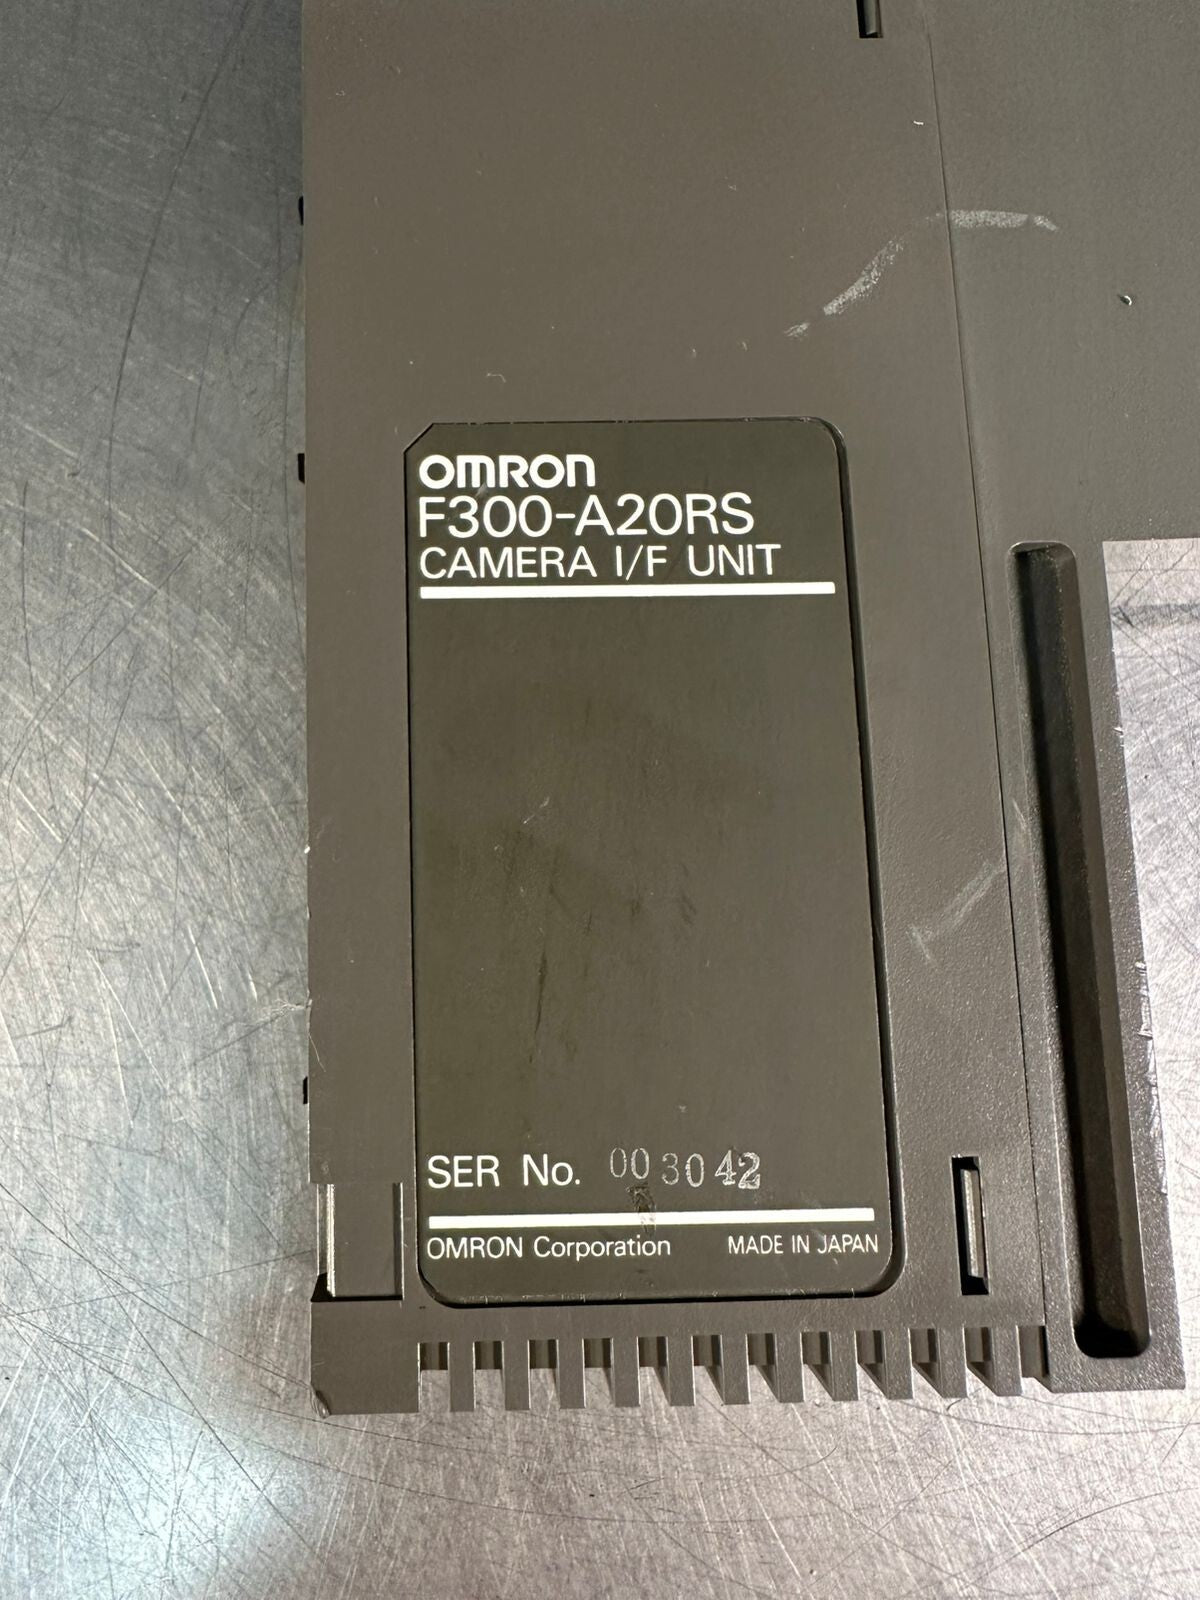 OMRON
F300-A20RS
CAMERA I/F UNIT
SER No. 003042
OMRON Corporation MADE IN JAPAN